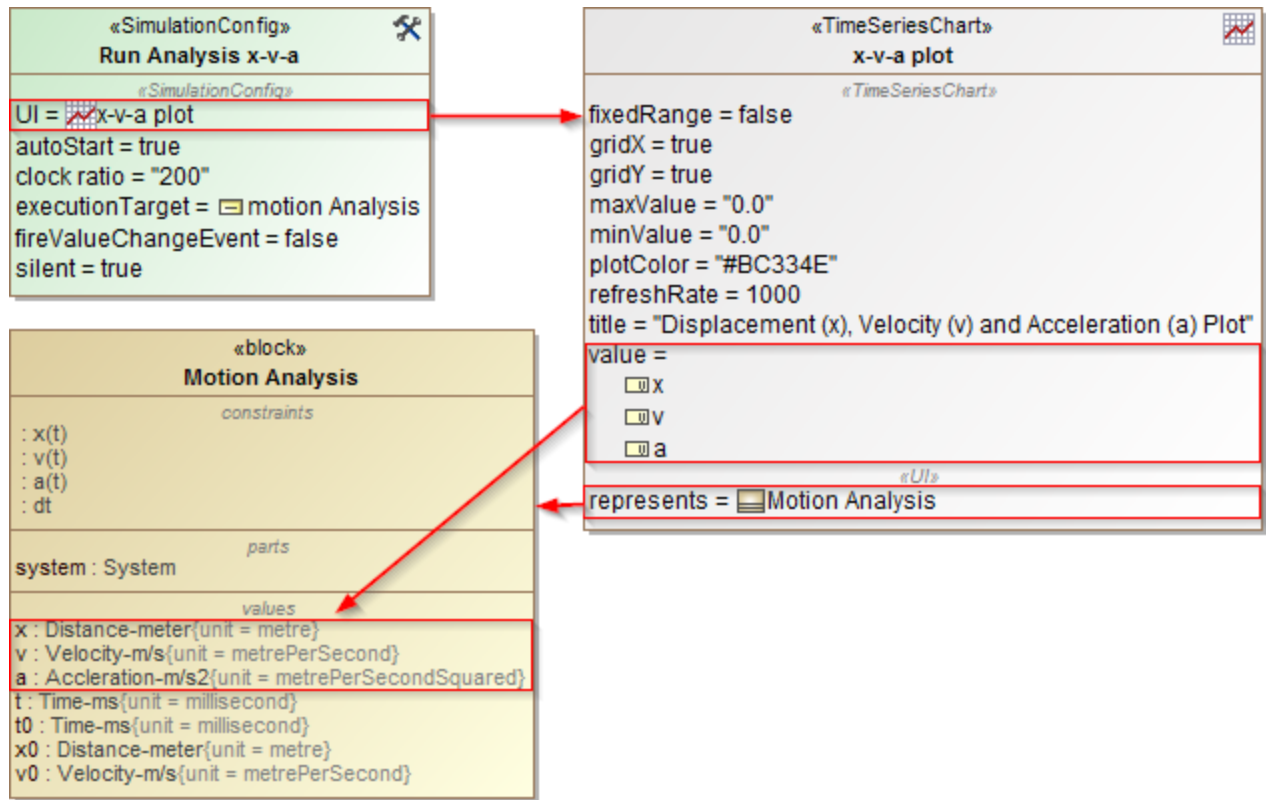 «SimulationConfig»
Run Analysis x-v-a
«SimulationConfig»
UI = x-v-a plot
autoStart = true
clock ratio = "200"
executionTarget = motion Analysis
fireValueChangeEvent = false
silent = true
«TimeSeriesChart»
x-v-a plot
«TimeSeriesChart»
fixedRange = false
gridX = true
gridY = true
maxValue = "0.0"
minValue = "0.0"
plotColor = "#BC334E"
refreshRate = 1000
title = "Displacement (x), Velocity (v) and Acceleration (a) Plot"
value =
x
v
a
«UI»
represents = Motion Analysis
«block»
Motion Analysis
constraints
: x(t)
: v(t)
: a(t)
: dt
parts
system : System
values
x : Distance-meter{unit = metre}
v : Velocity-m/s{unit = metrePerSecond}
a : Accleration-m/s2{unit = metrePerSecondSquared}
t : Time-ms{unit = millisecond}
t0 : Time-ms{unit = millisecond}
x0 : Distance-meter{unit = metre}
v0 : Velocity-m/s{unit = metrePerSecond}